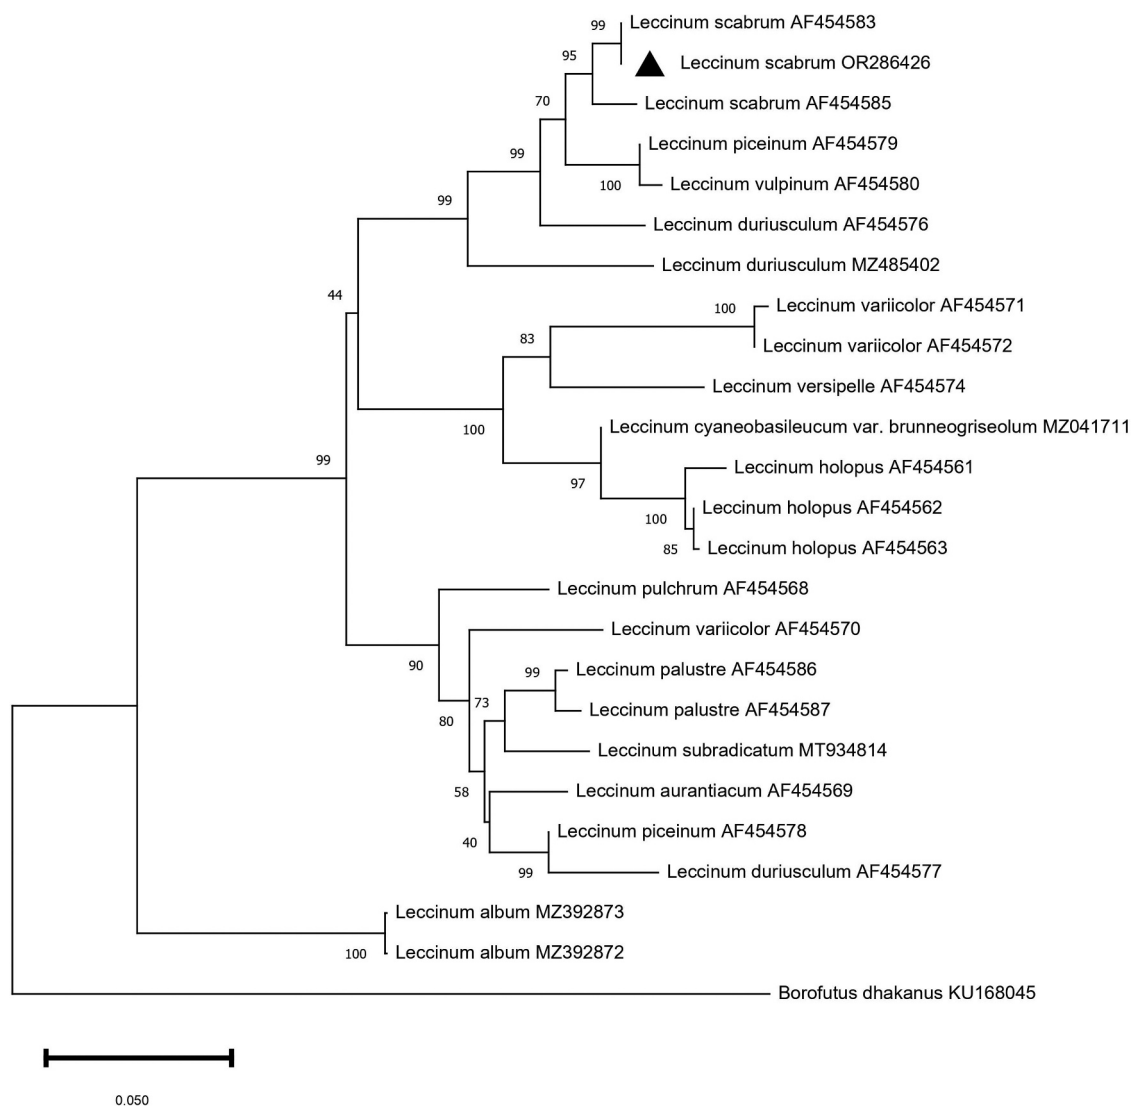 99
Leccinum scabrum AF454583
Leccinum scabrum OR286426
95
Leccinum scabrum AF454585
70
Leccinum piceinum AF454579
99
100
Leccinum vulpinum AF454580
99
Leccinum duriusculum AF454576
Leccinum duriusculum MZ485402
44
100
Leccinum variicolor AF454571
83
Leccinum variicolor AF454572
Leccinum versipelle AF454574
100
Leccinum cyaneobasileucum var. brunneogriseolum MZ041711
99
Leccinum holopus AF454561
97
Leccinum holopus AF454562
100
85
Leccinum holopus AF454563
Leccinum pulchrum AF454568
Leccinum variicolor AF454570
90
99
Leccinum palustre AF454586
73
Leccinum palustre AF454587
80
Leccinum subradicatum MT934814
58
Leccinum aurantiacum AF454569
40
Leccinum piceinum AF454578
99
Leccinum duriusculum AF454577
Leccinum album MZ392873
100
Leccinum album MZ392872
Borofutus dhakanus KU168045
0.050